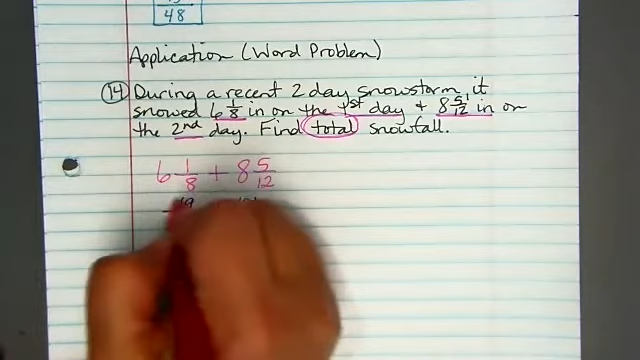 48
Application (Word Problem)
14 During a recent 2 day snowstorm, it
snowed 6 1/8 in on the 1st day + 8 5/12 in on
the 2nd day. Find total snowfall.
6 1/8 + 8 5/12